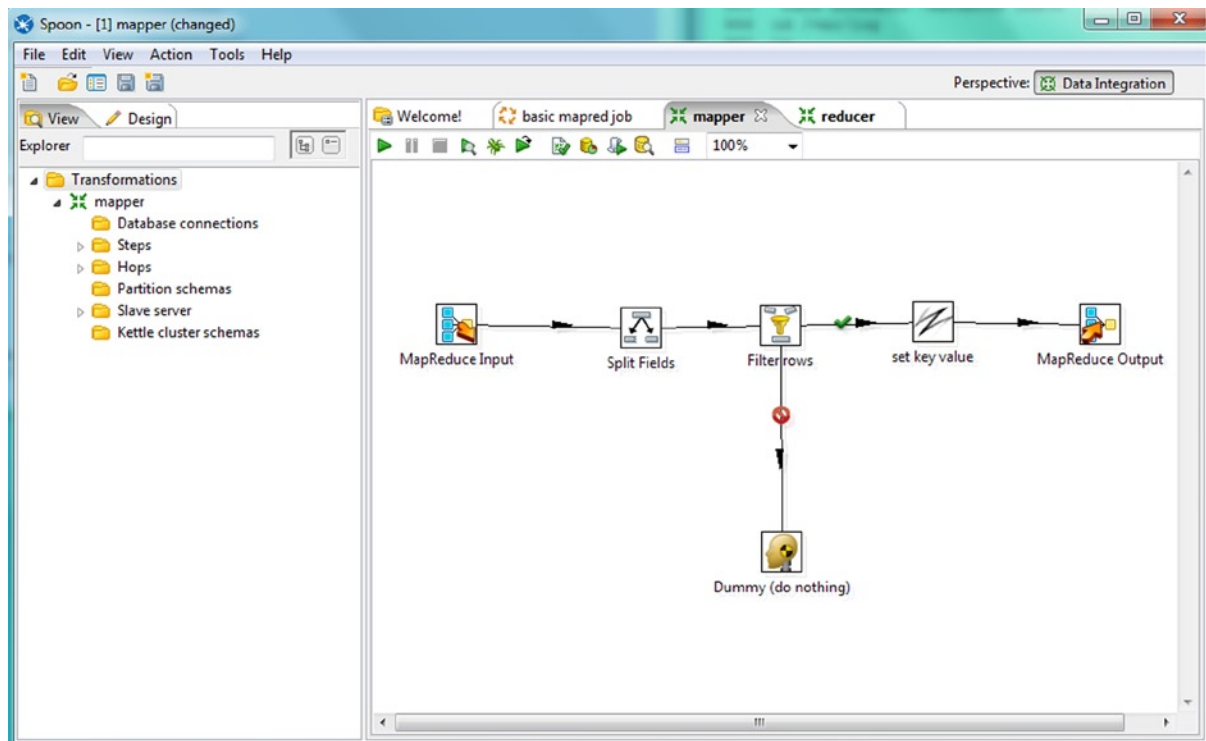 Spoon - [1] mapper (changed)
File Edit View Action Tools Help
Perspective: Data Integration
View Design
Explorer
Transformations
mapper
Database connections
Steps
Hops
Partition schemas
Slave server
Kettle cluster schemas
Welcome! basic mapred job mapper reducer
100%
MapReduce Input
Split Fields
Filter rows
set key value
MapReduce Output
Dummy (do nothing)